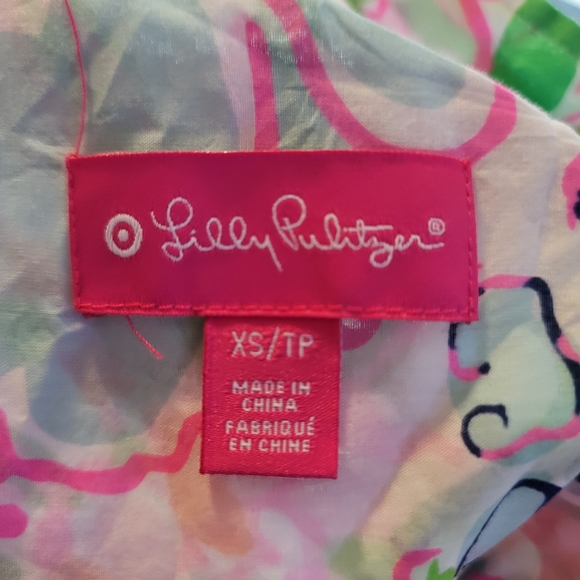 Lilly Pulitzer®
XS/TP
MADE IN
CHINA
FABRIQUÉ
EN CHINE